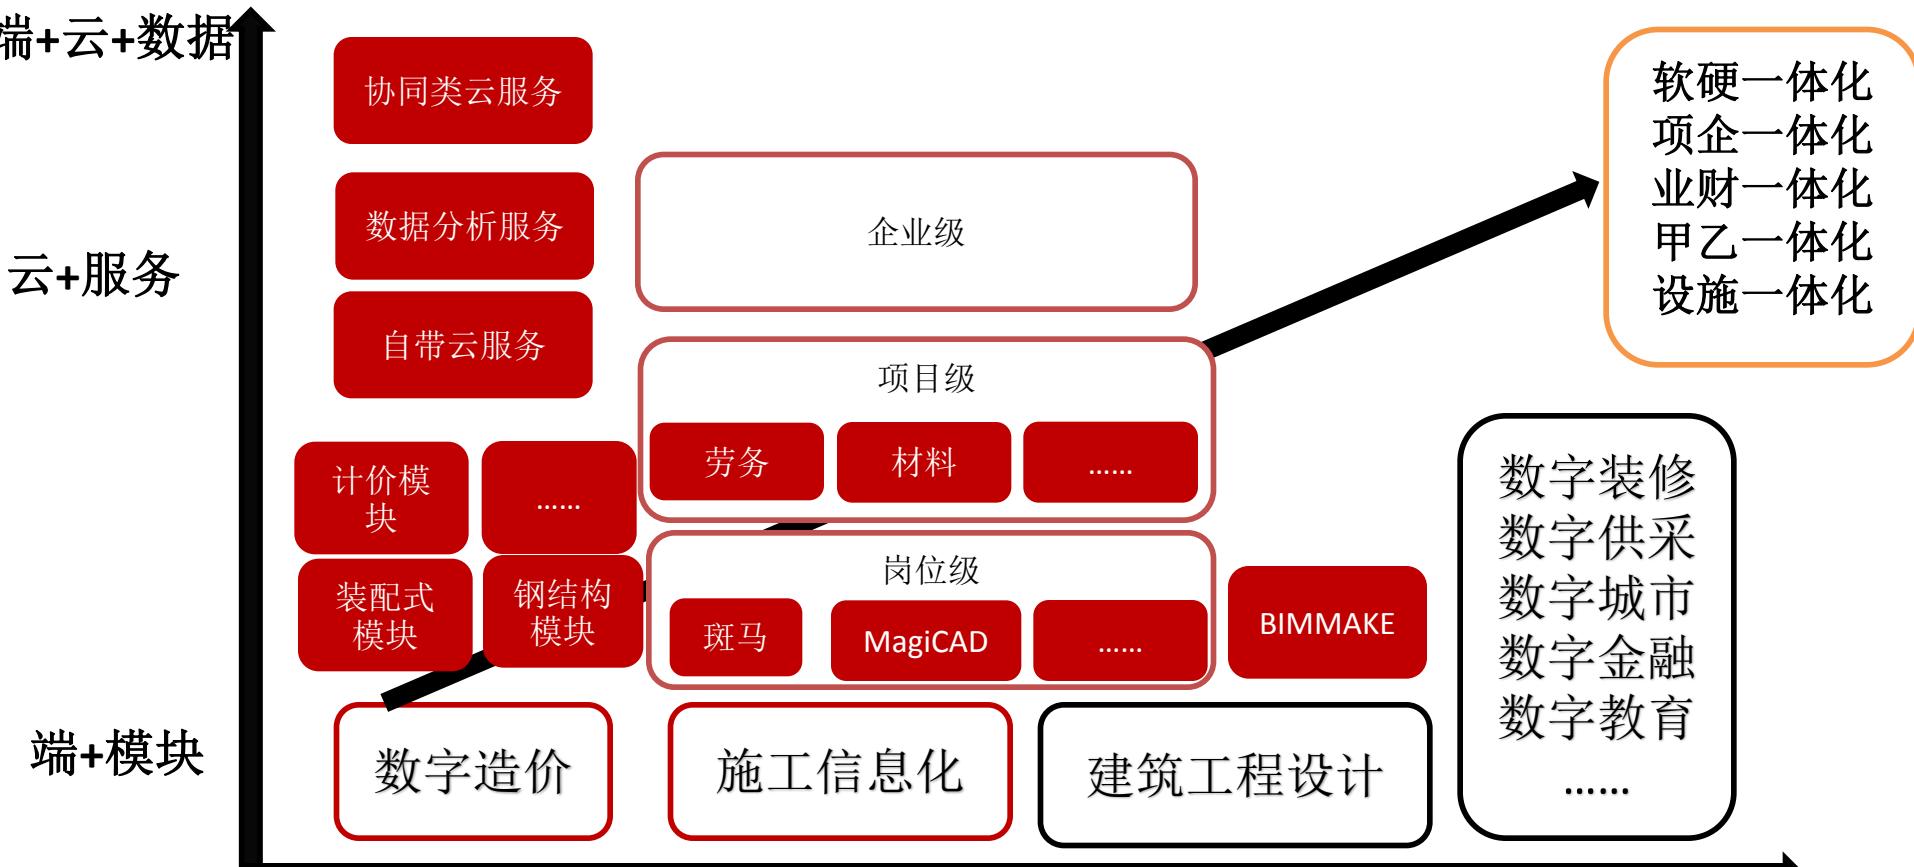 端+云+数据
云+服务
端+模块
协同类云服务
数据分析服务
自带云服务
计价模
块
……
装配式
模块
钢结构
模块
企业级
项目级
劳务
材料
……
岗位级
斑马
MagiCAD
……
BIMMAKE
数字造价
施工信息化
建筑工程设计
软硬一体化
项企一体化
业财一体化
甲乙一体化
设施一体化
数字装修
数字供采
数字城市
数字金融
数字教育
……